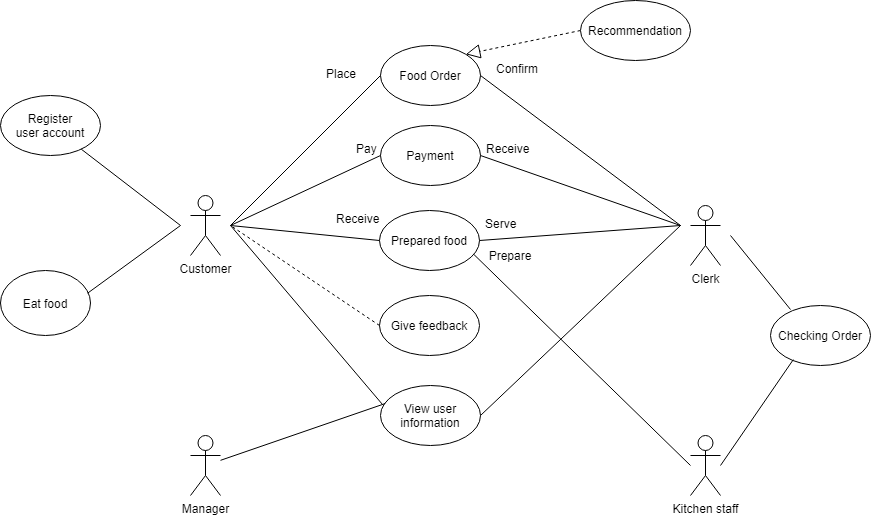 Recommendation
Place
Food Order
Confirm
Register
user account
Pay
Payment
Receive
Receive
Prepared food
Serve
Prepare
Customer
Clerk
Eat food
Give feedback
Checking Order
View user
information
Manager
Kitchen staff